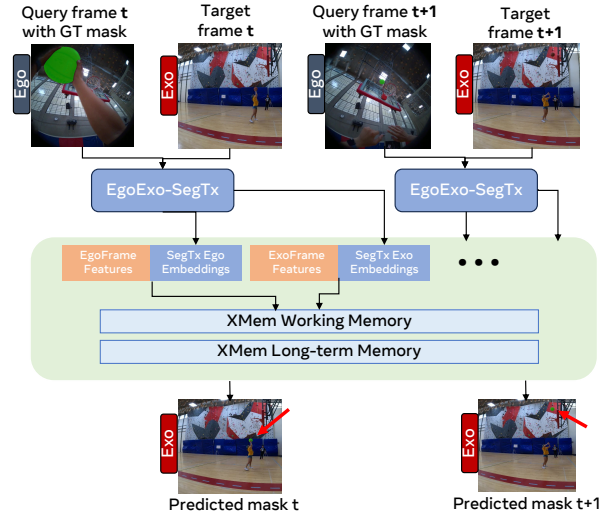 Query frame t
with GT mask
Target
frame t
Query frame t+1
with GT mask
Target
frame t+1
Ego
Exo
Ego
Exo
EgoExo-SegTx
EgoExo-SegTx
EgoFrame
Features
SegTx Ego
Embeddings
ExoFrame
Features
SegTx Exo
Embeddings
XMem Working Memory
XMem Long-term Memory
Exo
Exo
Predicted mask t
Predicted mask t+1